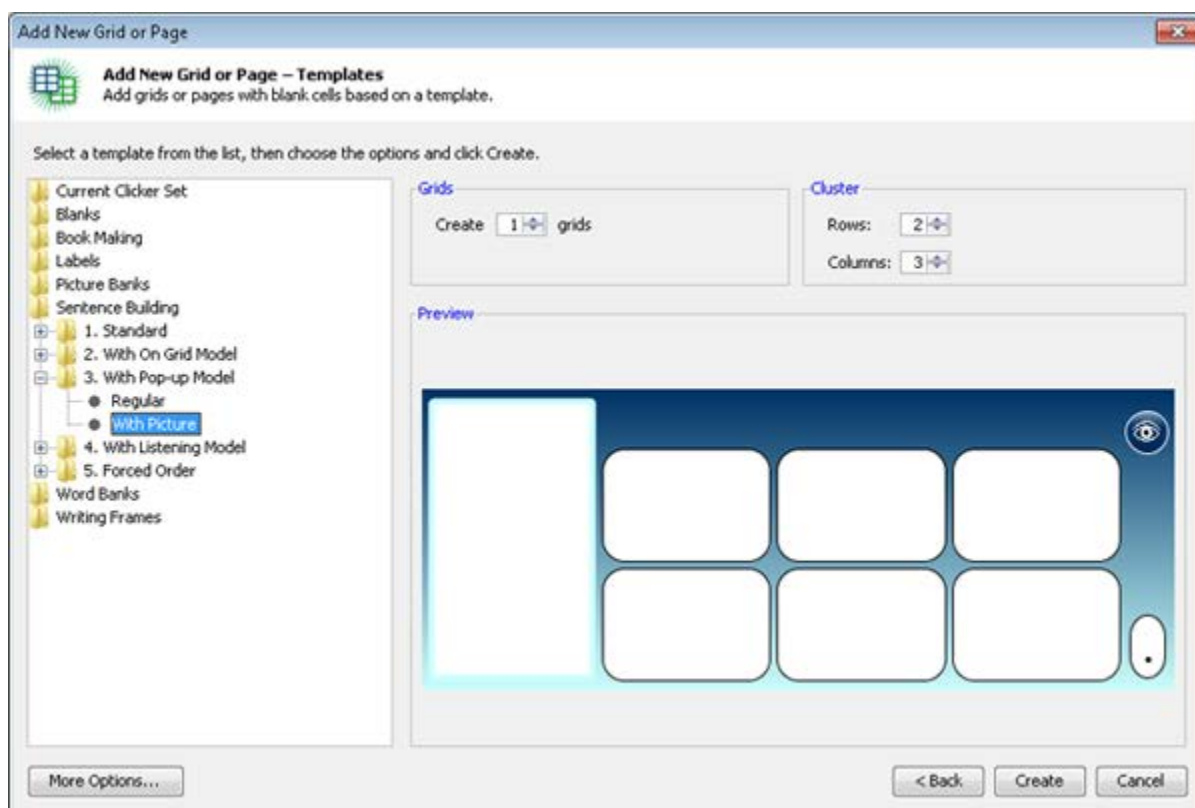 Add New Grid or Page
Add New Grid or Page – Templates
Add grids or pages with blank cells based on a template.
Select a template from the list, then choose the options and click Create.
Current Clicker Set
Blanks
Book Making
Labels
Picture Banks
Sentence Building
1. Standard
2. With On Grid Model
3. With Pop-up Model
Regular
With Picture
4. With Listening Model
5. Forced Order
Word Banks
Writing Frames
Grids
Create 1 grids
Cluster
Rows: 2
Columns: 3
Preview
.
More Options...
< Back
Create
Cancel